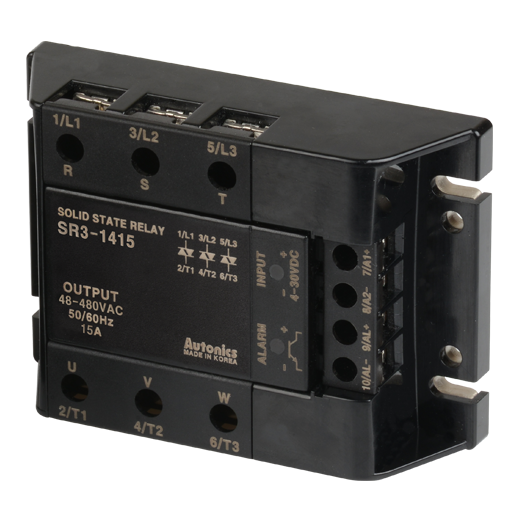 1/L1 3/L2 5/L3
R S T
SOLID STATE RELAY
SR3-1415
1/L1 3/L2 5/L3
2/T1 4/T2 6/T3
OUTPUT
48-480VAC
50/60Hz
15A
Autonics
MADE IN KOREA
INPUT
- +
4-30VDC
ALARM
- +
7/A1+
8/A2-
9/AL+
10/AL-
U V W
2/T1 4/T2 6/T3